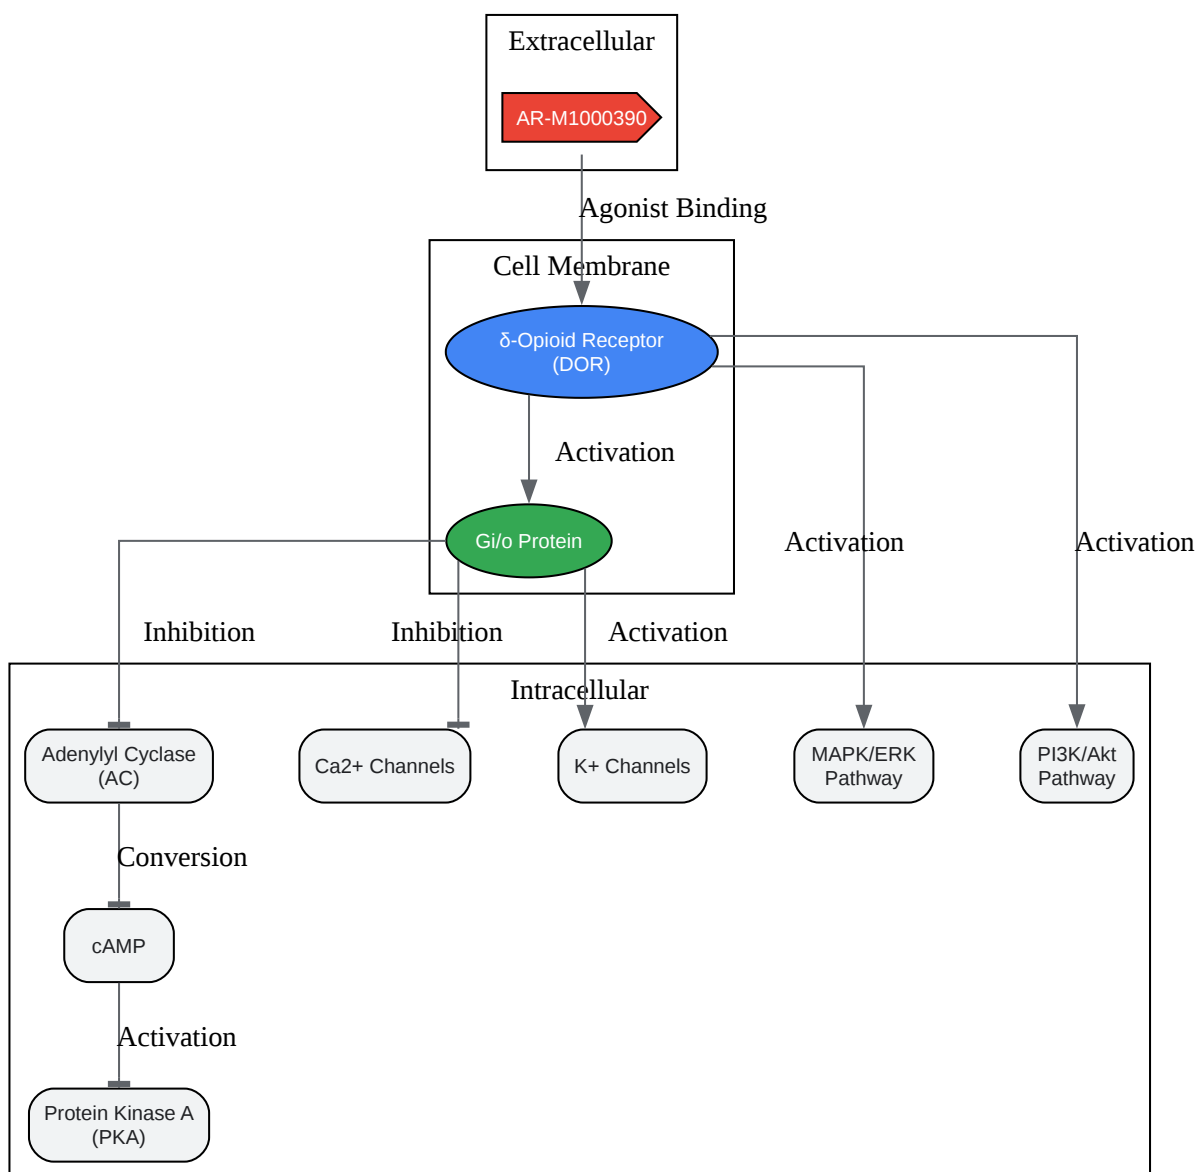 Extracellular
AR-M1000390
Agonist Binding
Cell Membrane
δ-Opioid Receptor
(DOR)
Activation
Gi/o Protein
Activation
Activation
Inhibition
Inhibition
Activation
Intracellular
Adenylyl Cyclase
(AC)
Ca2+ Channels
K+ Channels
MAPK/ERK
Pathway
PI3K/Akt
Pathway
Conversion
cAMP
Activation
Protein Kinase A
(PKA)